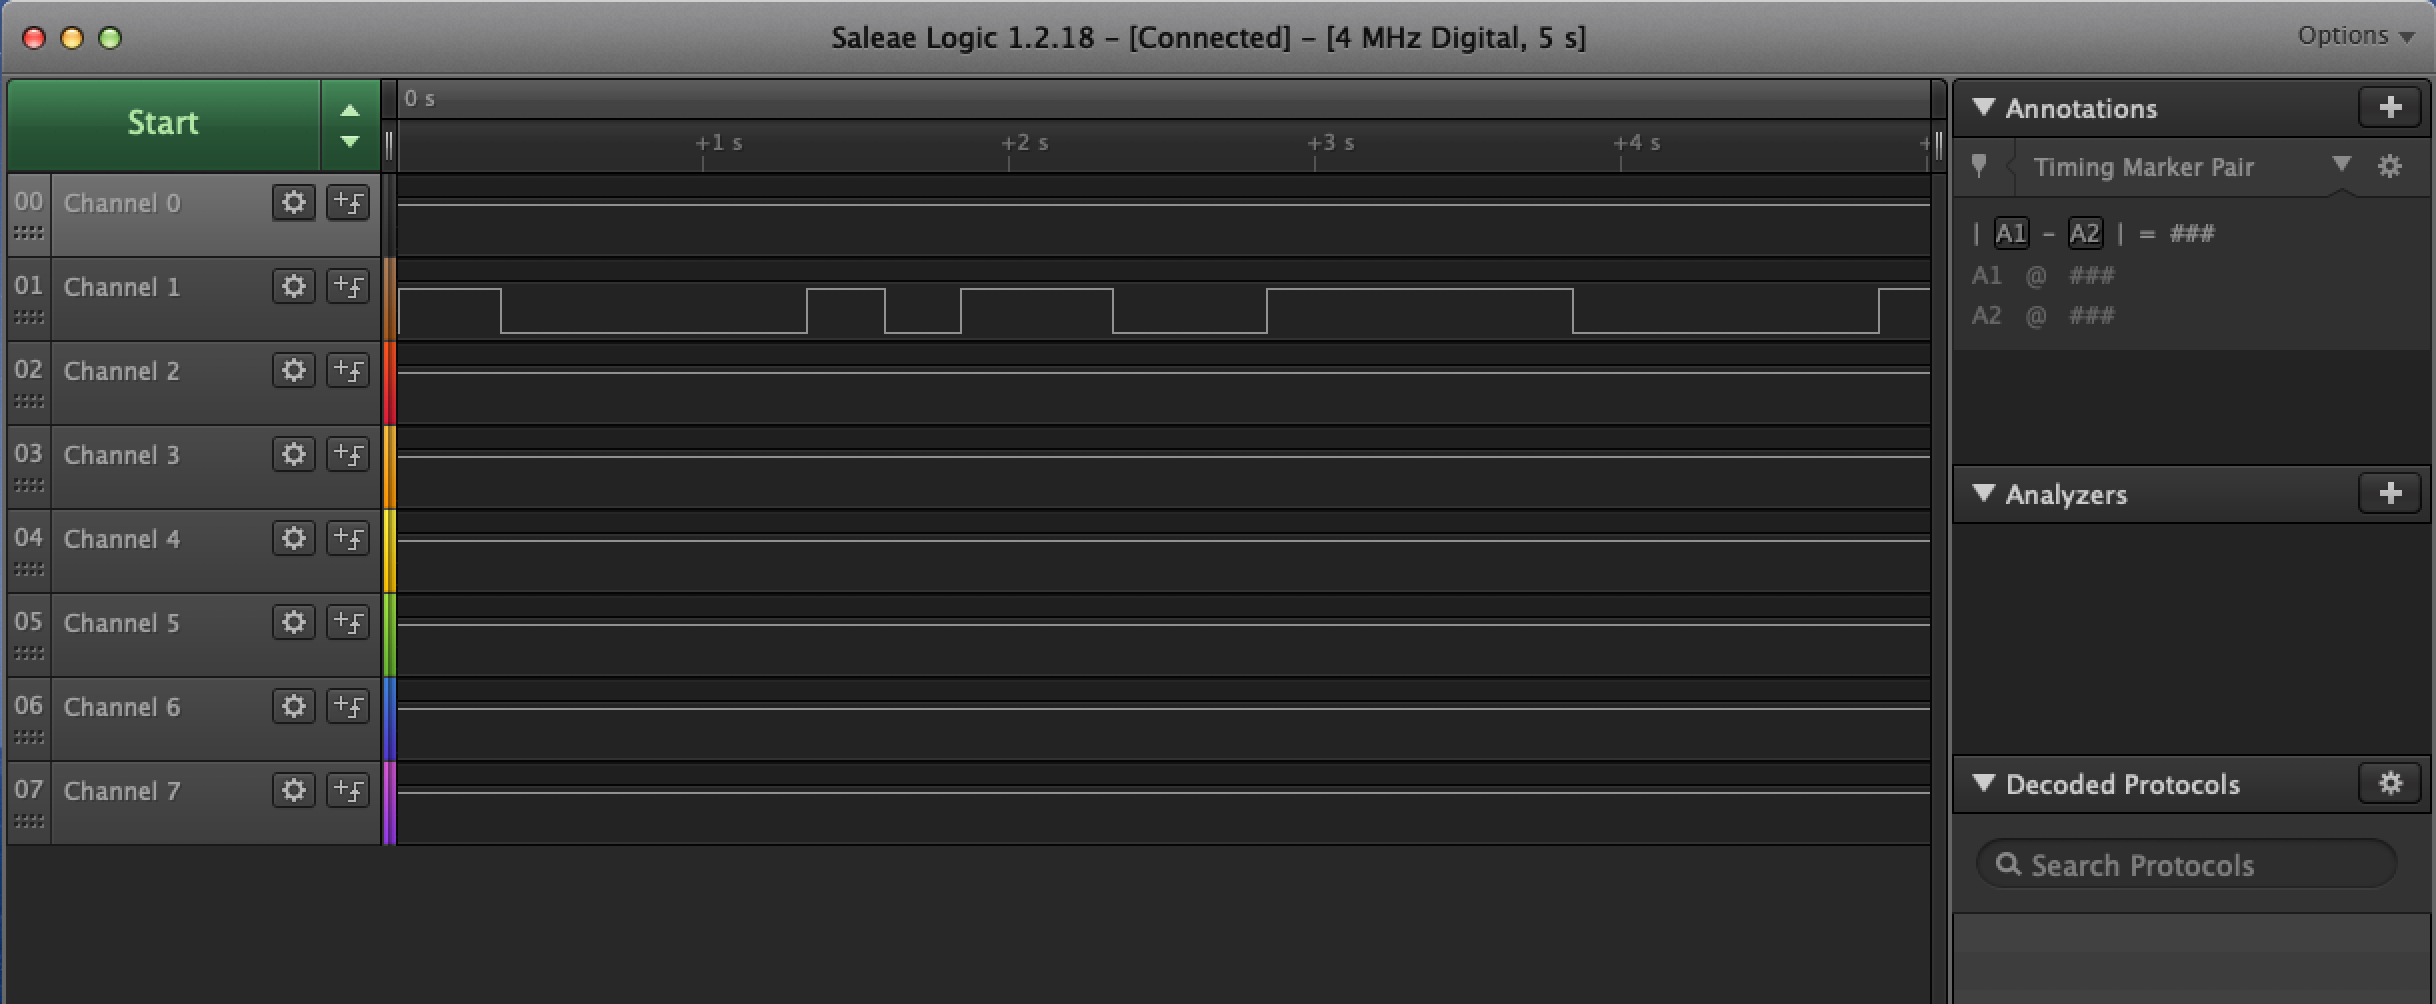 Saleae Logic 1.2.18 – [Connected] – [4 MHz Digital, 5 s]
Options
Start
0 s
+1 s +2 s +3 s +4 s +
00 Channel 0
01 Channel 1
02 Channel 2
03 Channel 3
04 Channel 4
05 Channel 5
06 Channel 6
07 Channel 7
Annotations
Timing Marker Pair
| A1 – A2 | = ###
A1 @ ###
A2 @ ###
Analyzers
Decoded Protocols
Search Protocols